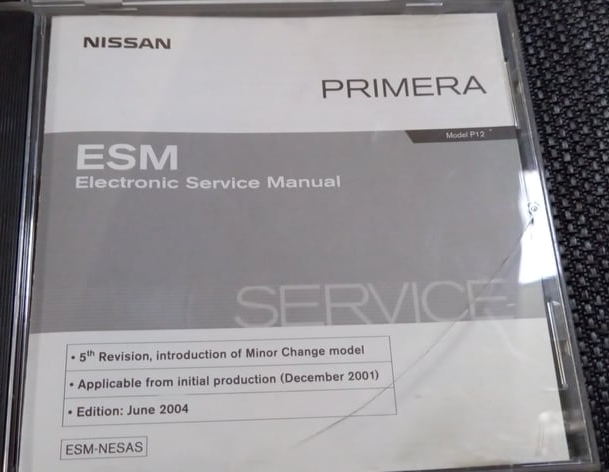 NISSAN
PRIMERA
Model P12
ESM
Electronic Service Manual
SERVICE
• 5th Revision, introduction of Minor Change model
• Applicable from initial production (December 2001)
• Edition: June 2004
ESM-NESAS